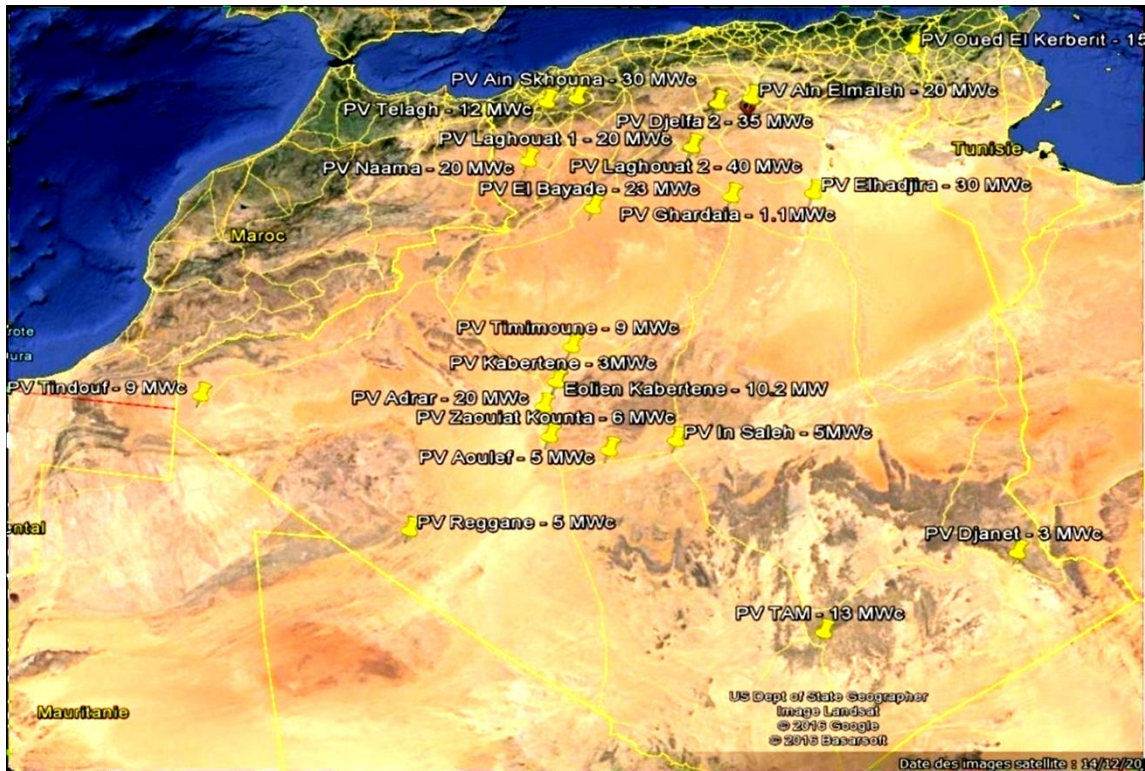 PV Oued El Kerberit - 15
PV Ain Skhouna - 30 MWc
PV Ain Elmaleh - 20 MWc
PV Telagh - 12 MWc
PV Djelfa 2 - 35 MWc
PV Laghouat 1 - 20 MWc
Tunisie
PV Naama - 20 MWc
PV Laghouat 2 - 40 MWc
PV El Bayade - 23 MWc
PV Elhadjira - 30 MWc
PV Ghardaia - 1.1MWc
Maroc
rote
ura
PV Timimoune - 9 MWc
PV Kabertene - 3MWc
PV Tindouf - 9 MWc
Eolien Kabertene - 10.2 MW
PV Adrar - 20 MWc
PV Zaouiat Kounta - 6 MWc
PV In Saleh - 5MWc
PV Aoulef - 5 MWc
ental
PV Reggane - 5 MWc
PV Djanet - 3 MWc
PV TAM - 13 MWc
US Dept of State Geographer
Image Landsat
© 2016 Google
© 2016 Basarsoft
Mauritanie
Date des images satellite : 14/12/20